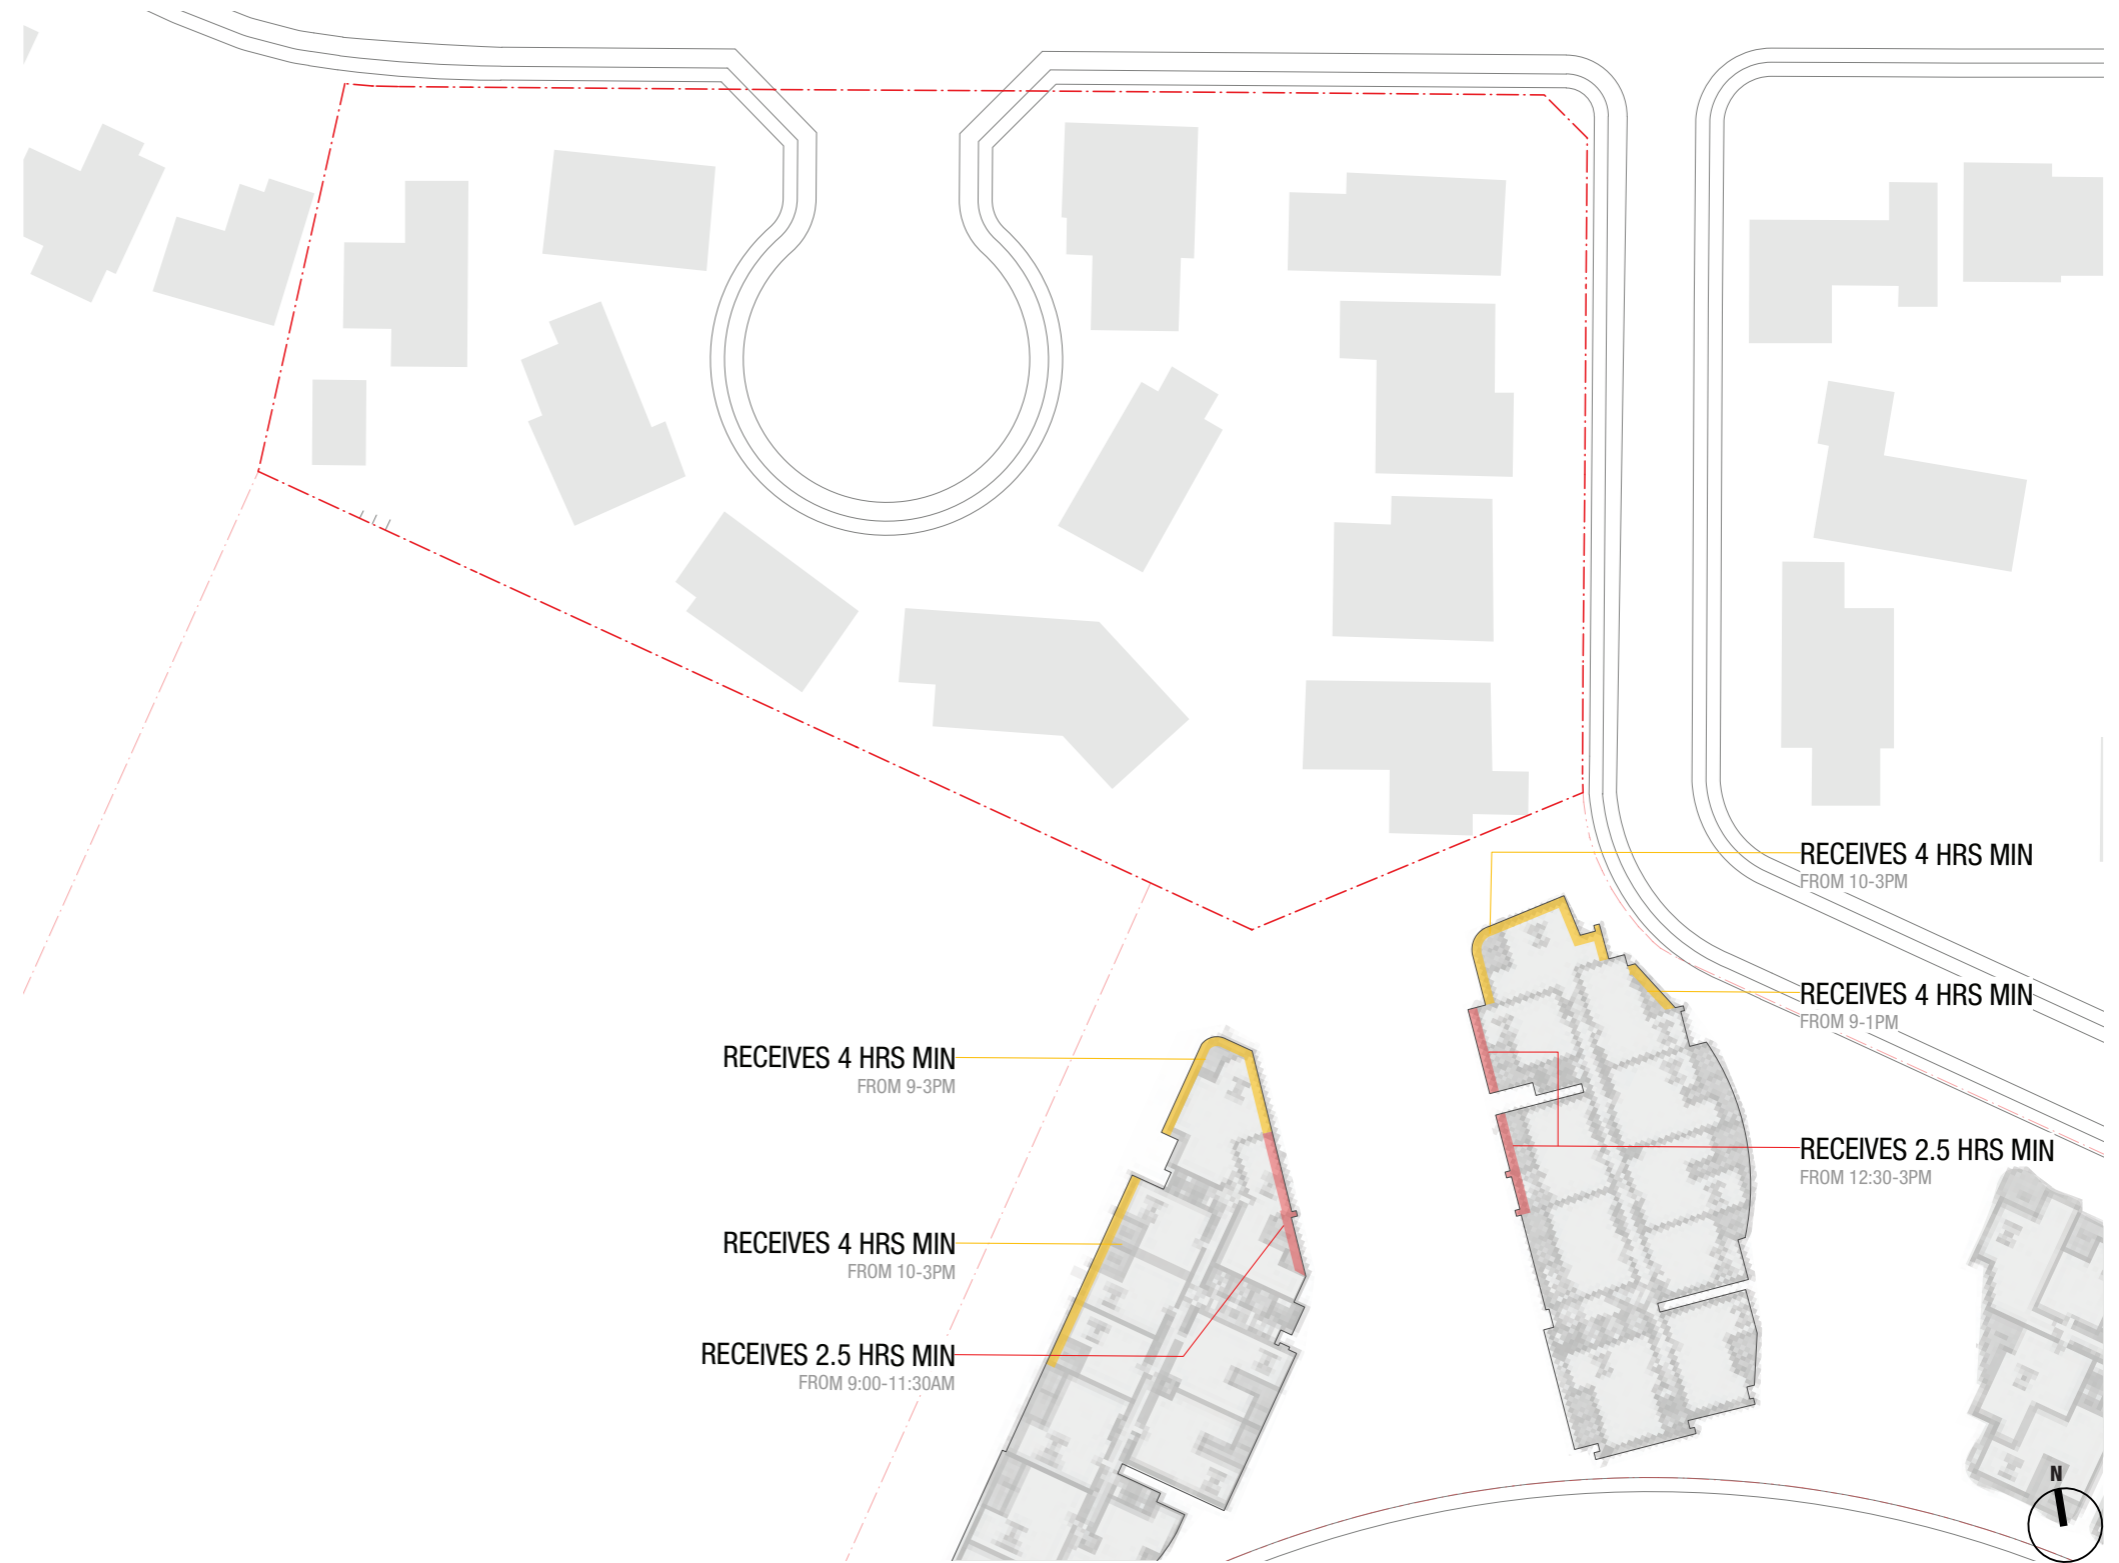 RECEIVES 4 HRS MIN
FROM 10-3PM
RECEIVES 4 HRS MIN
FROM 9-1PM
RECEIVES 4 HRS MIN
FROM 9-3PM
RECEIVES 2.5 HRS MIN
FROM 12:30-3PM
RECEIVES 4 HRS MIN
FROM 10-3PM
RECEIVES 2.5 HRS MIN
FROM 9:00-11:30AM
N